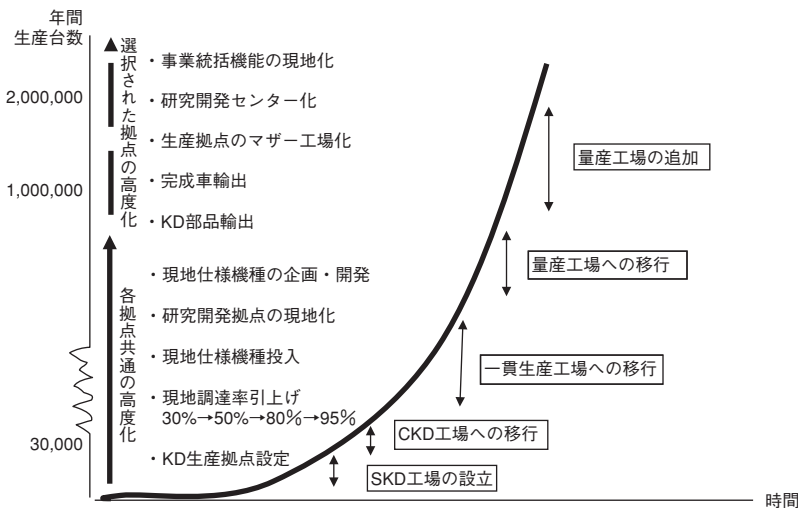 年間
生産台数
2,000,000
1,000,000
30,000
選択された拠点の高度化
・事業統括機能の現地化
・研究開発センター化
・生産拠点のマザー工場化
・完成車輸出
・KD部品輸出
各拠点共通の高度化
・現地仕様機種の企画・開発
・研究開発拠点の現地化
・現地仕様機種投入
・現地調達率引上げ
30%→50%→80%→95%
・KD生産拠点設定
量産工場の追加
量産工場への移行
一貫生産工場への移行
CKD工場への移行
SKD工場の設立
時間